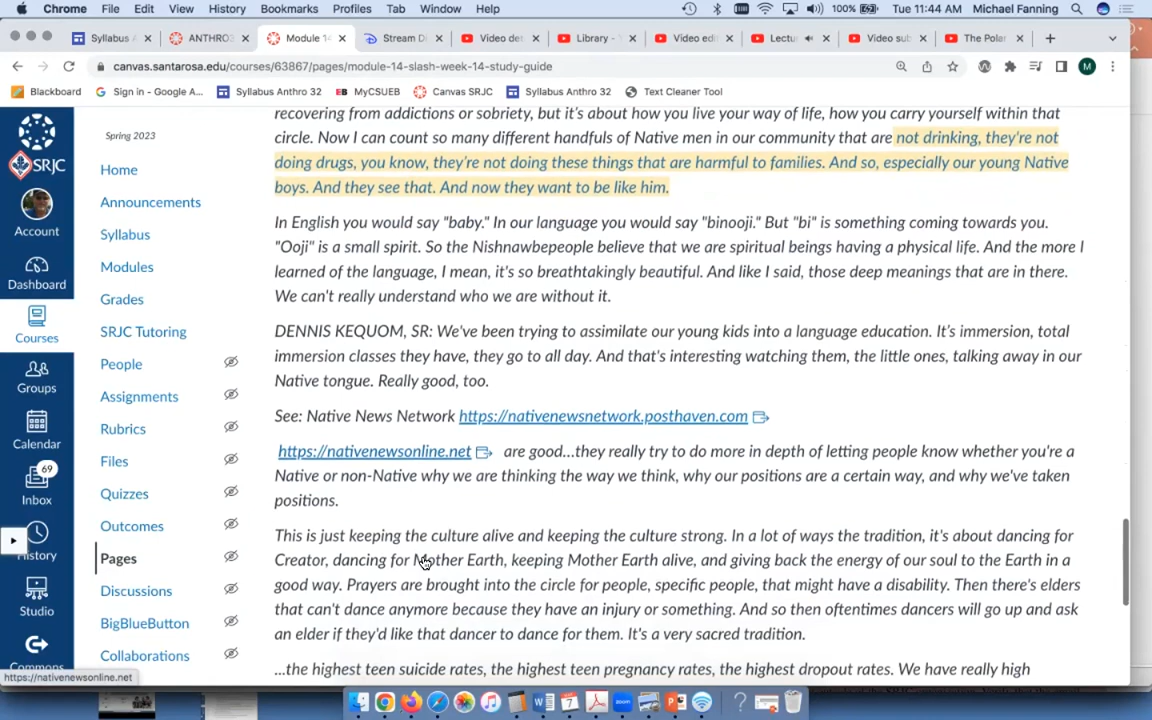 Chrome File Edit View History Bookmarks Profiles Tab Window Help 100% Tue 11:44 AM Michael Fanning
Syllabus A ANTHRO3 Module 14 Stream Di Video des Library - Y Video edi Lectu Video sub The Polar
canvas.santarosa.edu/courses/63867/pages/module-14-slash-week-14-study-guide M
Blackboard Sign in - Google A... Syllabus Anthro 32 EB MyCSUEB Canvas SRJC Syllabus Anthro 32 Text Cleaner Tool
SRJC
Account
Dashboard
Courses
Groups
Calendar
69
Inbox
History
Studio
Commons
Spring 2023
Home
Announcements
Syllabus
Modules
Grades
SRJC Tutoring
People
Assignments
Rubrics
Files
Quizzes
Outcomes
Pages
Discussions
BigBlueButton
Collaborations
recovering from addictions or sobriety, but it's about how you live your way of life, how you carry yourself within that
circle. Now I can count so many different handfuls of Native men in our community that are not drinking, they're not
doing drugs, you know, they're not doing these things that are harmful to families. And so, especially our young Native
boys. And they see that. And now they want to be like him.
In English you would say "baby." In our language you would say "binooji." But "bi" is something coming towards you.
"Ooji" is a small spirit. So the Nishnawbepeople believe that we are spiritual beings having a physical life. And the more I
learned of the language, I mean, it's so breathtakingly beautiful. And like I said, those deep meanings that are in there.
We can't really understand who we are without it.
DENNIS KEQUOM, SR: We've been trying to assimilate our young kids into a language education. It's immersion, total
immersion classes they have, they go to all day. And that's interesting watching them, the little ones, talking away in our
Native tongue. Really good, too.
See: Native News Network https://nativenewsnetwork.posthaven.com
https://nativenewsonline.net are good...they really try to do more in depth of letting people know whether you're a
Native or non-Native why we are thinking the way we think, why our positions are a certain way, and why we've taken
positions.
This is just keeping the culture alive and keeping the culture strong. In a lot of ways the tradition, it's about dancing for
Creator, dancing for Mother Earth, keeping Mother Earth alive, and giving back the energy of our soul to the Earth in a
good way. Prayers are brought into the circle for people, specific people, that might have a disability. Then there's elders
that can't dance anymore because they have an injury or something. And so then oftentimes dancers will go up and ask
an elder if they'd like that dancer to dance for them. It's a very sacred tradition.
...the highest teen suicide rates, the highest teen pregnancy rates, the highest dropout rates. We have really high
https://nativenewsonline.net